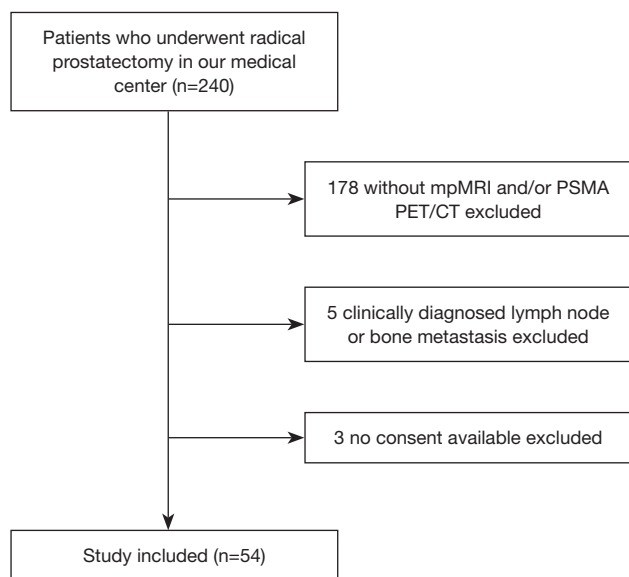 Patients who underwent radical
prostatectomy in our medical
center (n=240)
178 without mpMRI and/or PSMA
PET/CT excluded
5 clinically diagnosed lymph node
or bone metastasis excluded
3 no consent available excluded
Study included (n=54)